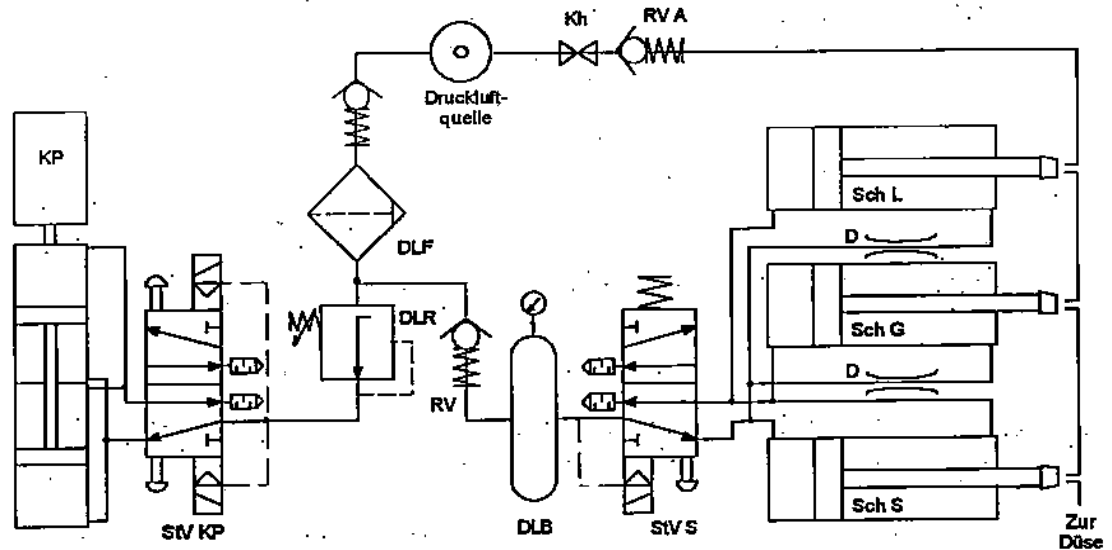 Kh
RV A
Druckluft-
quelle
KP
Sch L
D
DLF
DLR
Sch G
D
RV
Sch S
StV KP
DLB
StV S
Zur
Düse